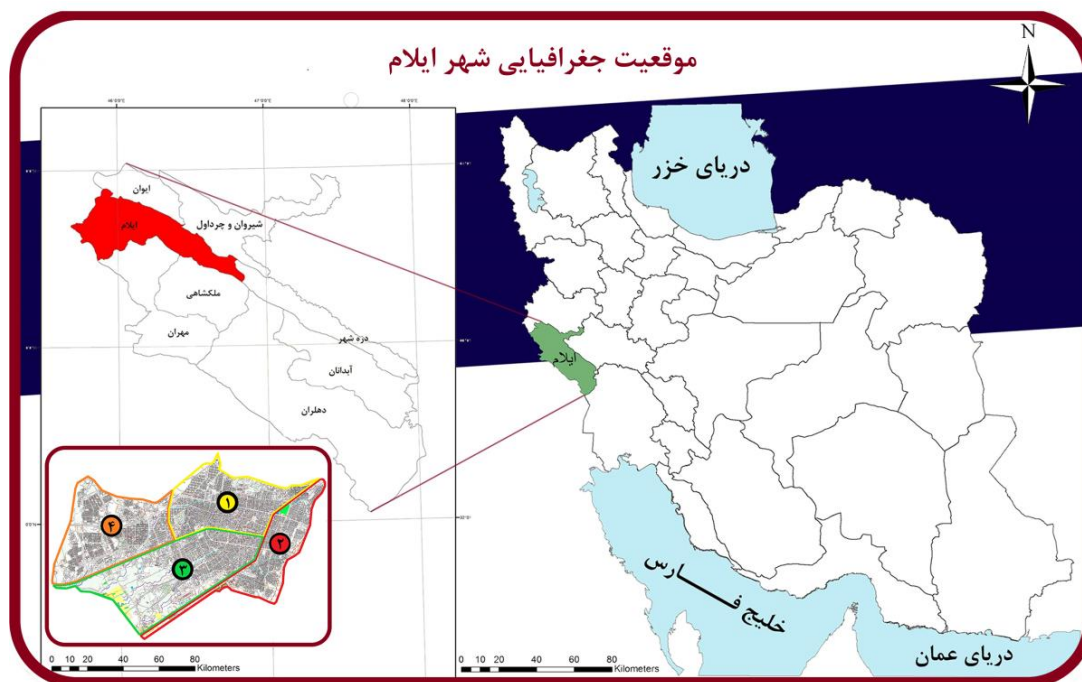 موقعیت جغرافیایی شهر ایلام
N
دریای خزر
ایلام
خلیج فــــارس
دریای عمان
ایوان
شیروان و چرداول
ایلام
ملکشاهی
مهران
دره شهر
آبدانان
دهلران
۱
۲
۳
۴
0 10 20 40 60 80
Kilometers
0 10 20 40 60 80
Kilometers